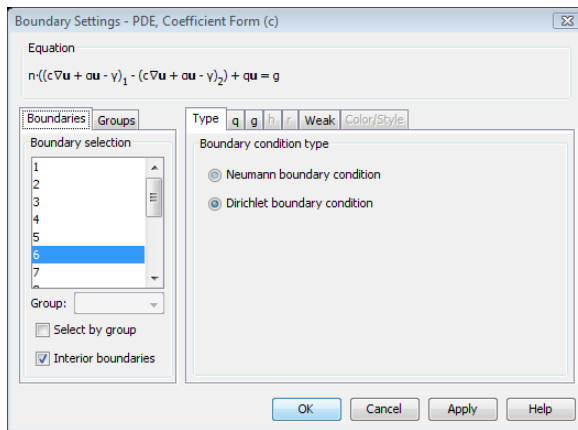 Boundary Settings - PDE, Coefficient Form (c)
Equation
n·((c∇u + αu - γ)₁ - (c∇u + αu - γ)₂) + qu = g
Boundaries Groups
Boundary selection
1
2
3
4
5
6
7
Group:
Select by group
Interior boundaries
Type q g h r Weak Color/Style
Boundary condition type
Neumann boundary condition
Dirichlet boundary condition
OK Cancel Apply Help